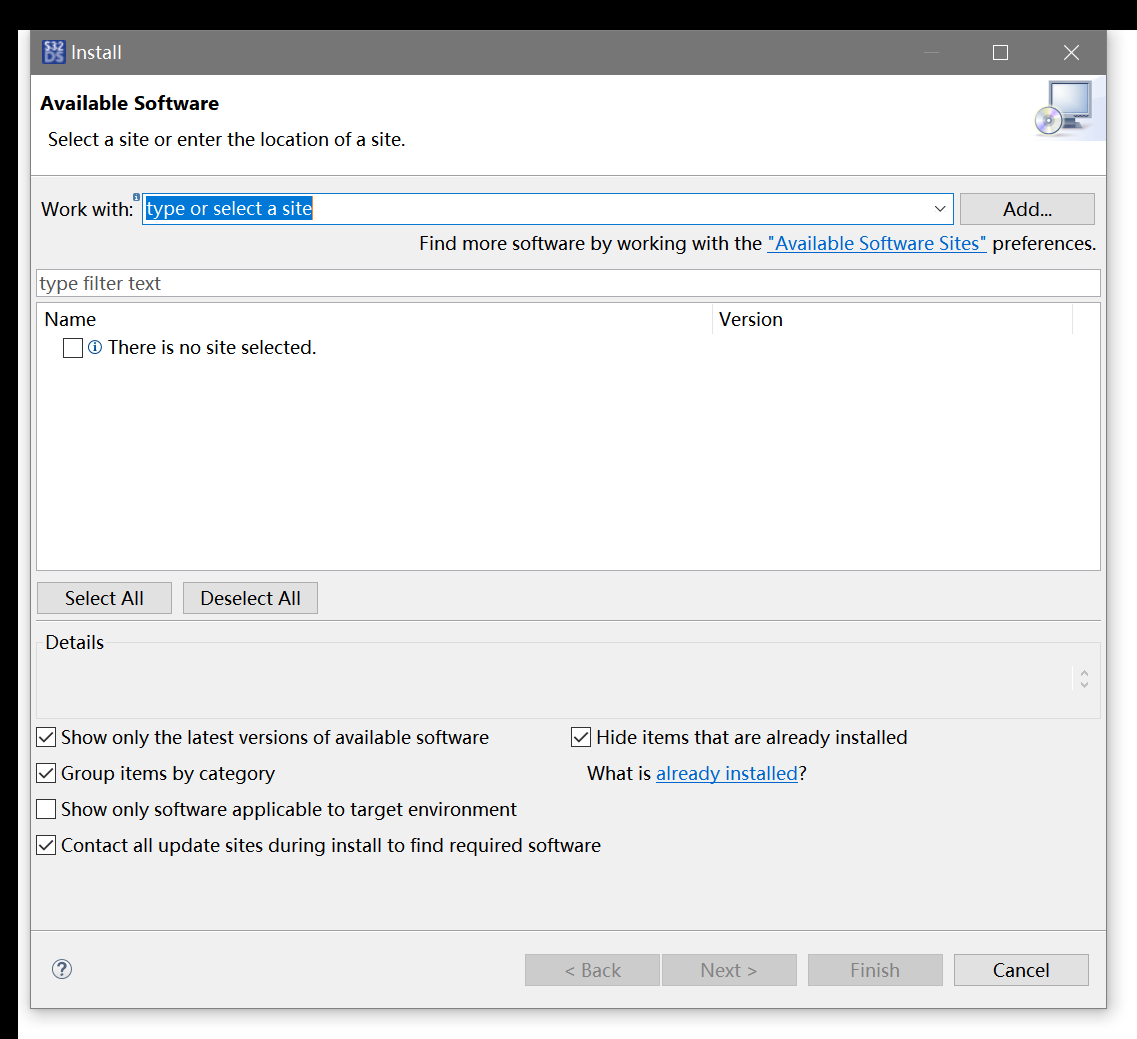 S32 DS Install
Available Software
Select a site or enter the location of a site.
Work with: type or select a site Add...
Find more software by working with the "Available Software Sites" preferences.
type filter text
Name Version
There is no site selected.
Select All Deselect All
Details
Show only the latest versions of available software Hide items that are already installed
Group items by category What is already installed?
Show only software applicable to target environment
Contact all update sites during install to find required software
? < Back Next > Finish Cancel